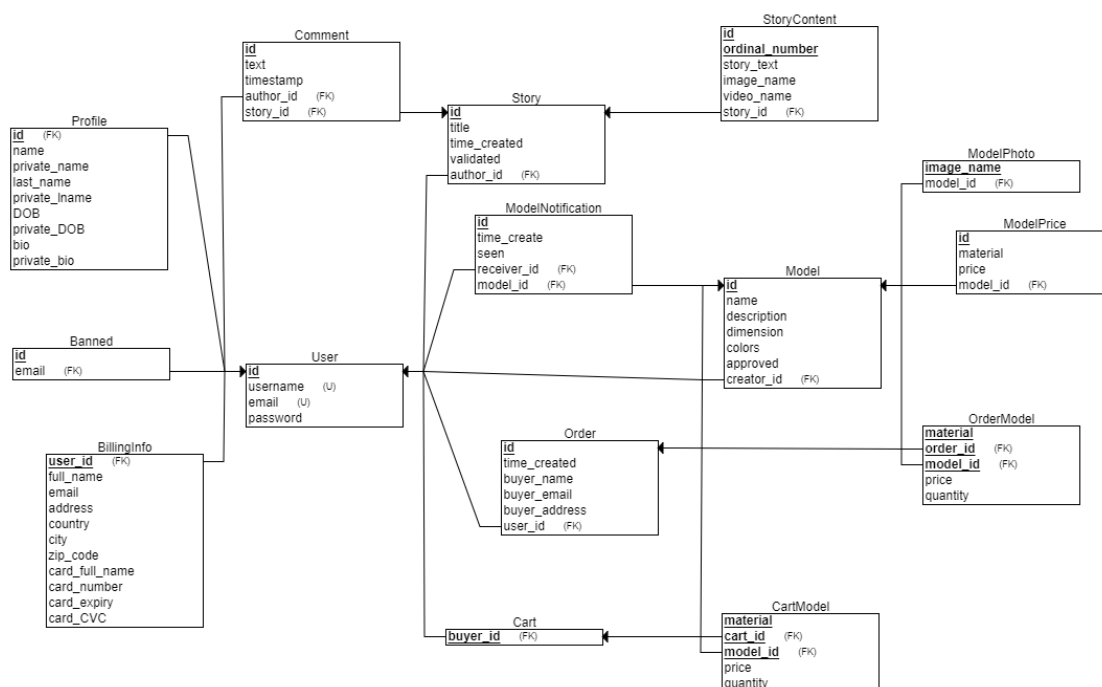 Comment
id
text
timestamp
author_id (FK)
story_id (FK)
StoryContent
id
ordinal_number
story_text
image_name
video_name
story_id (FK)
Story
id
title
time_created
validated
author_id (FK)
Profile
id (FK)
name
private_name
last_name
private_lname
DOB
private_DOB
bio
private_bio
ModelPhoto
image_name
model_id (FK)
ModelNotification
id
time_create
seen
receiver_id (FK)
model_id (FK)
ModelPrice
id
material
price
model_id (FK)
Model
id
name
description
dimension
colors
approved
creator_id (FK)
Banned
id
email (FK)
User
id
username (U)
email (U)
password
BillingInfo
user_id (FK)
full_name
email
address
country
city
zip_code
card_full_name
card_number
card_expiry
card_CVC
Order
id
time_created
buyer_name
buyer_email
buyer_address
user_id (FK)
OrderModel
material
order_id (FK)
model_id (FK)
price
quantity
Cart
buyer_id (FK)
CartModel
material
cart_id (FK)
model_id (FK)
price
quantity